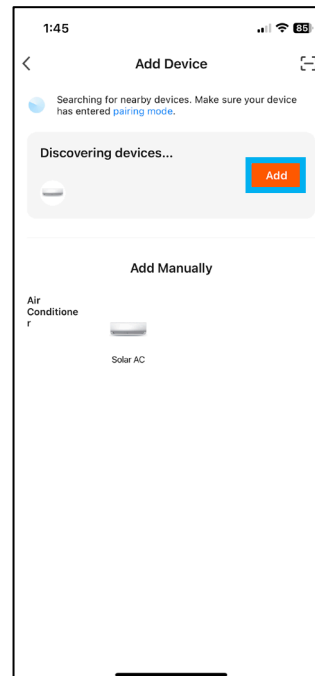 1:45
85
Add Device
Searching for nearby devices. Make sure your device
has entered pairing mode.
Discovering devices...
Add
Add Manually
Air
Conditione
r
Solar AC